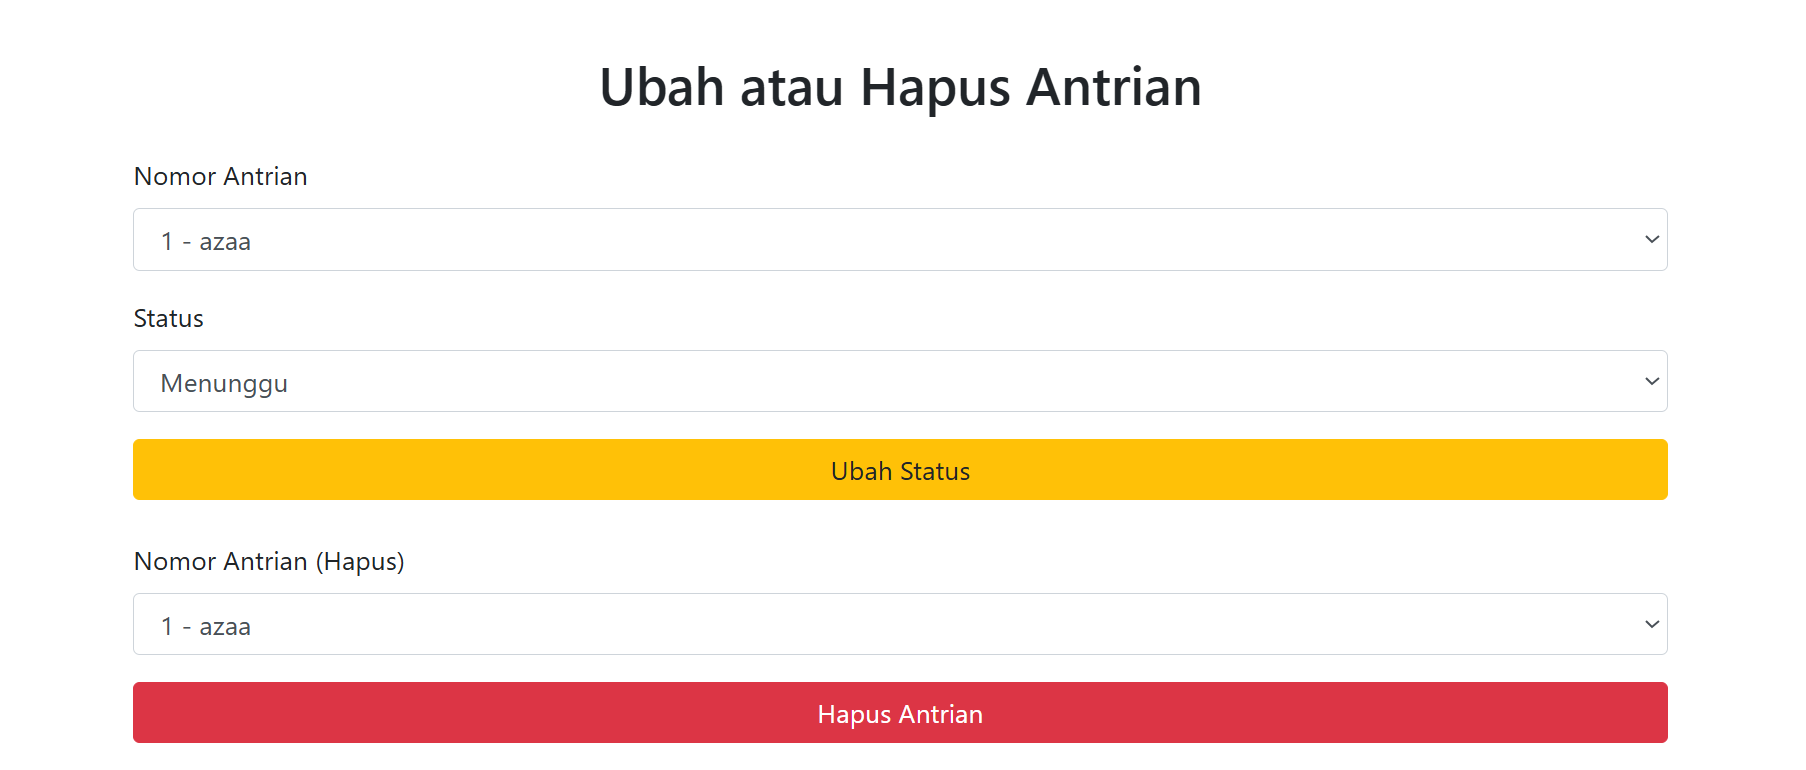 Ubah atau Hapus Antrian
Nomor Antrian
1 - azaa
Status
Menunggu
Ubah Status
Nomor Antrian (Hapus)
1 - azaa
Hapus Antrian